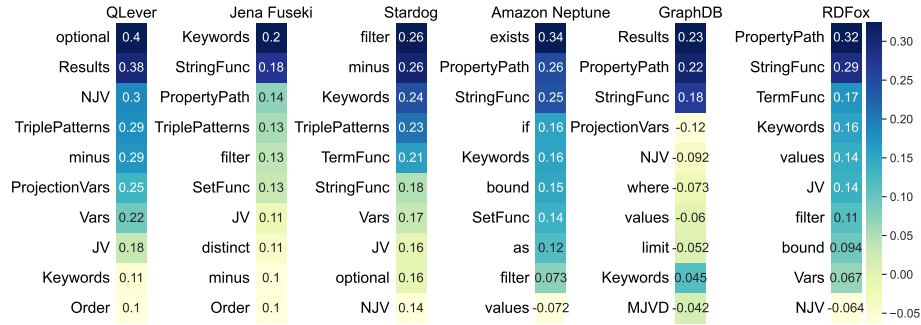 QLever Jena Fuseki Stardog Amazon Neptune GraphDB RDFox
optional 0.4 Keywords 0.2 filter 0.26 exists 0.34 Results 0.23 PropertyPath 0.32
Results 0.38 StringFunc 0.18 minus 0.26 PropertyPath 0.26 PropertyPath 0.22 StringFunc 0.29 0.30
NJV 0.3 PropertyPath 0.14 Keywords 0.24 StringFunc 0.25 StringFunc 0.18 TermFunc 0.17 0.25
TriplePatterns 0.29 TriplePatterns 0.13 TriplePatterns 0.23 if 0.16 ProjectionVars -0.12 Keywords 0.16 0.20
minus 0.29 filter 0.13 TermFunc 0.21 Keywords 0.16 NJV -0.092 values 0.14 0.15
ProjectionVars 0.25 SetFunc 0.13 StringFunc 0.18 bound 0.15 where -0.073 JV 0.14 0.10
Vars 0.22 JV 0.11 Vars 0.17 SetFunc 0.14 values -0.06 filter 0.11 0.05
JV 0.18 distinct 0.11 JV 0.16 as 0.12 limit -0.052 bound 0.094 0.00
Keywords 0.11 minus 0.1 optional 0.16 filter 0.073 Keywords 0.045 Vars 0.067
Order 0.1 Order 0.1 NJV 0.14 values -0.072 MJVD -0.042 NJV -0.064 −0.05